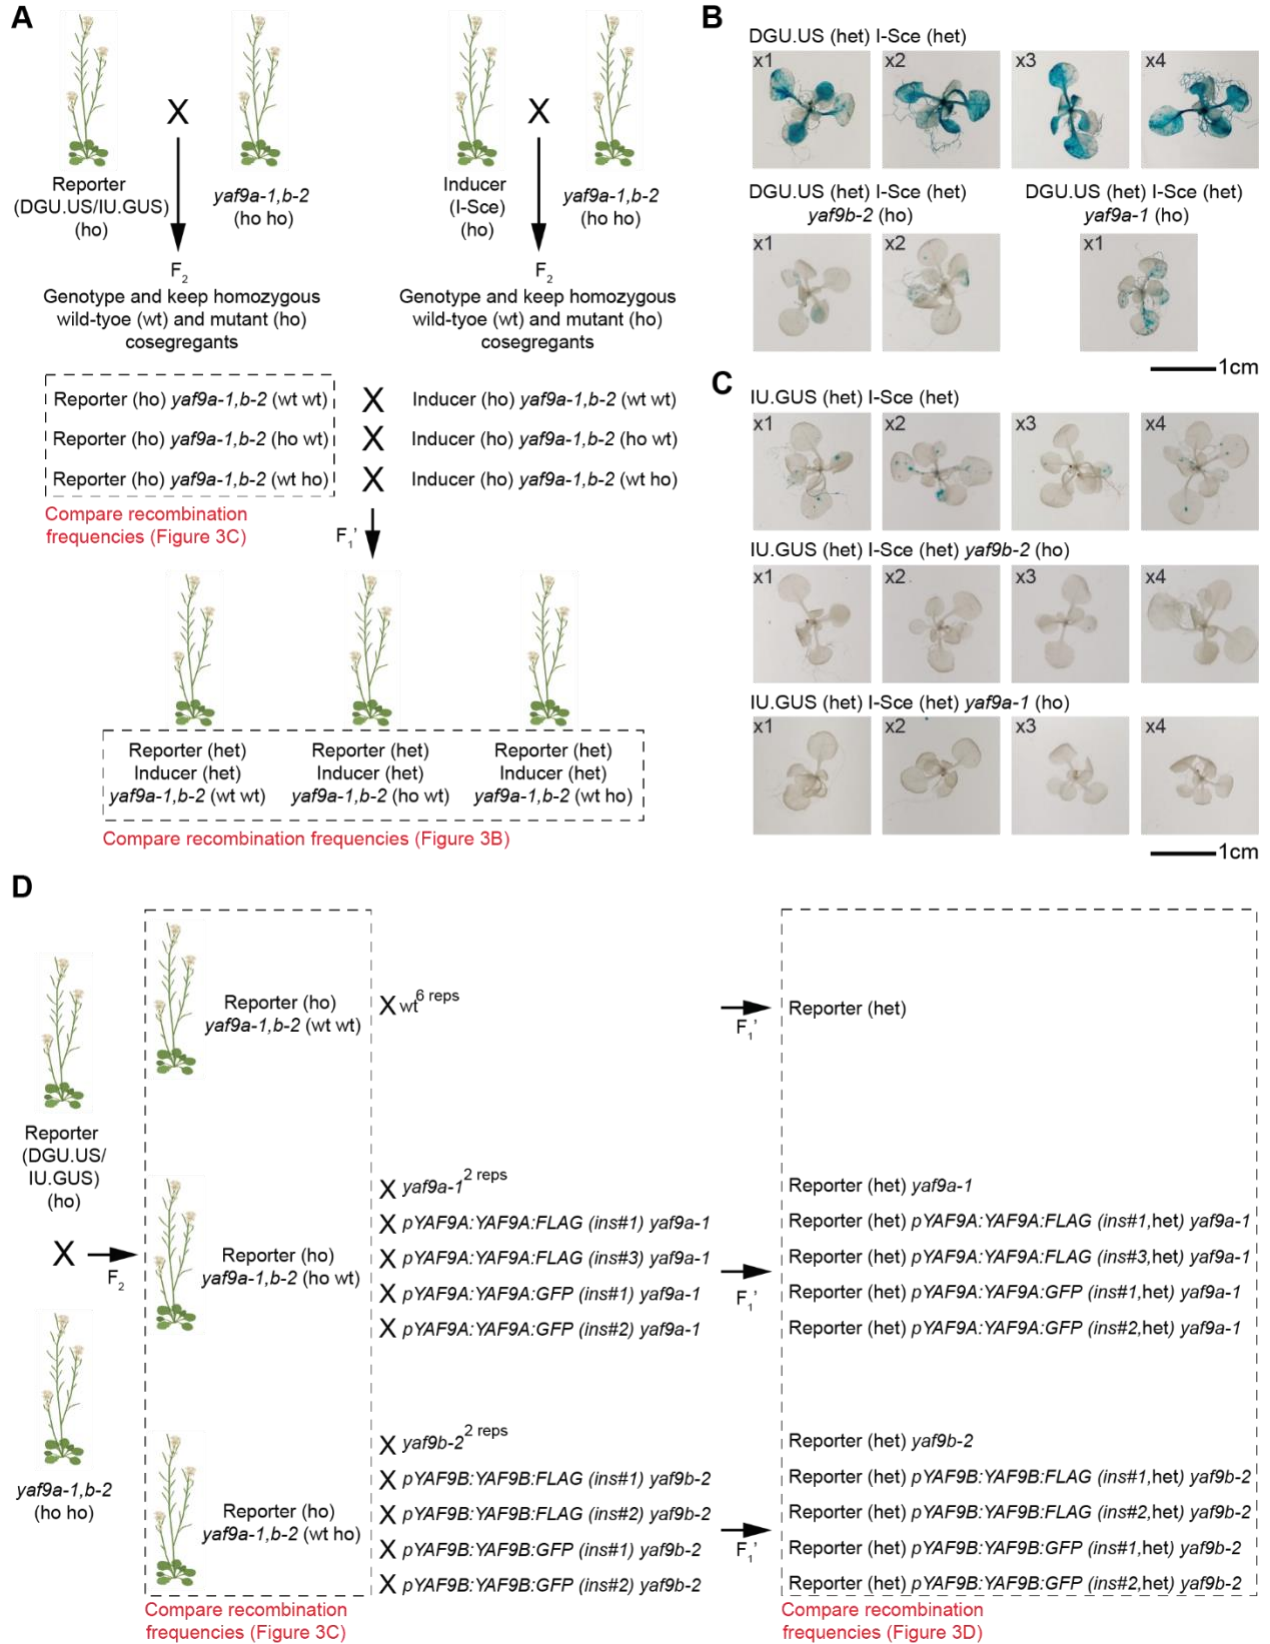 A
X
X
Reporter
(DGU.US/IU.GUS)
(ho)
yaf9a-1,b-2
(ho ho)
Inducer
(I-Sce)
(ho)
yaf9a-1,b-2
(ho ho)
F2
Genotype and keep homozygous
wild-tyoe (wt) and mutant (ho)
cosegregants
F2
Genotype and keep homozygous
wild-tyoe (wt) and mutant (ho)
cosegregants
Reporter (ho) yaf9a-1,b-2 (wt wt) X Inducer (ho) yaf9a-1,b-2 (wt wt)
Reporter (ho) yaf9a-1,b-2 (ho wt) X Inducer (ho) yaf9a-1,b-2 (ho wt)
Reporter (ho) yaf9a-1,b-2 (wt ho) X Inducer (ho) yaf9a-1,b-2 (wt ho)
Compare recombination
frequencies (Figure 3C)
F1'
Reporter (het)
Inducer (het)
yaf9a-1,b-2 (wt wt)
Reporter (het)
Inducer (het)
yaf9a-1,b-2 (ho wt)
Reporter (het)
Inducer (het)
yaf9a-1,b-2 (wt ho)
Compare recombination frequencies (Figure 3B)
B
DGU.US (het) I-Sce (het)
x1 x2 x3 x4
DGU.US (het) I-Sce (het)
yaf9b-2 (ho)
DGU.US (het) I-Sce (het)
yaf9a-1 (ho)
x1 x2 x1
1cm
C
IU.GUS (het) I-Sce (het)
x1 x2 x3 x4
IU.GUS (het) I-Sce (het) yaf9b-2 (ho)
x1 x2 x3 x4
IU.GUS (het) I-Sce (het) yaf9a-1 (ho)
x1 x2 x3 x4
1cm
D
Reporter
(DGU.US/
IU.GUS)
(ho)
X
F2
yaf9a-1,b-2
(ho ho)
Reporter (ho)
yaf9a-1,b-2 (wt wt)
X wt 6 reps
F1'
Reporter (het)
Reporter (ho)
yaf9a-1,b-2 (ho wt)
X yaf9a-1 2 reps
X pYAF9A:YAF9A:FLAG (ins#1) yaf9a-1
X pYAF9A:YAF9A:FLAG (ins#3) yaf9a-1
X pYAF9A:YAF9A:GFP (ins#1) yaf9a-1
X pYAF9A:YAF9A:GFP (ins#2) yaf9a-1
F1'
Reporter (het) yaf9a-1
Reporter (het) pYAF9A:YAF9A:FLAG (ins#1,het) yaf9a-1
Reporter (het) pYAF9A:YAF9A:FLAG (ins#3,het) yaf9a-1
Reporter (het) pYAF9A:YAF9A:GFP (ins#1,het) yaf9a-1
Reporter (het) pYAF9A:YAF9A:GFP (ins#2,het) yaf9a-1
Reporter (ho)
yaf9a-1,b-2 (wt ho)
X yaf9b-2 2 reps
X pYAF9B:YAF9B:FLAG (ins#1) yaf9b-2
X pYAF9B:YAF9B:FLAG (ins#2) yaf9b-2
X pYAF9B:YAF9B:GFP (ins#1) yaf9b-2
X pYAF9B:YAF9B:GFP (ins#2) yaf9b-2
F1'
Reporter (het) yaf9b-2
Reporter (het) pYAF9B:YAF9B:FLAG (ins#1,het) yaf9b-2
Reporter (het) pYAF9B:YAF9B:FLAG (ins#2,het) yaf9b-2
Reporter (het) pYAF9B:YAF9B:GFP (ins#1,het) yaf9b-2
Reporter (het) pYAF9B:YAF9B:GFP (ins#2,het) yaf9b-2
Compare recombination
frequencies (Figure 3C)
Compare recombination
frequencies (Figure 3D)